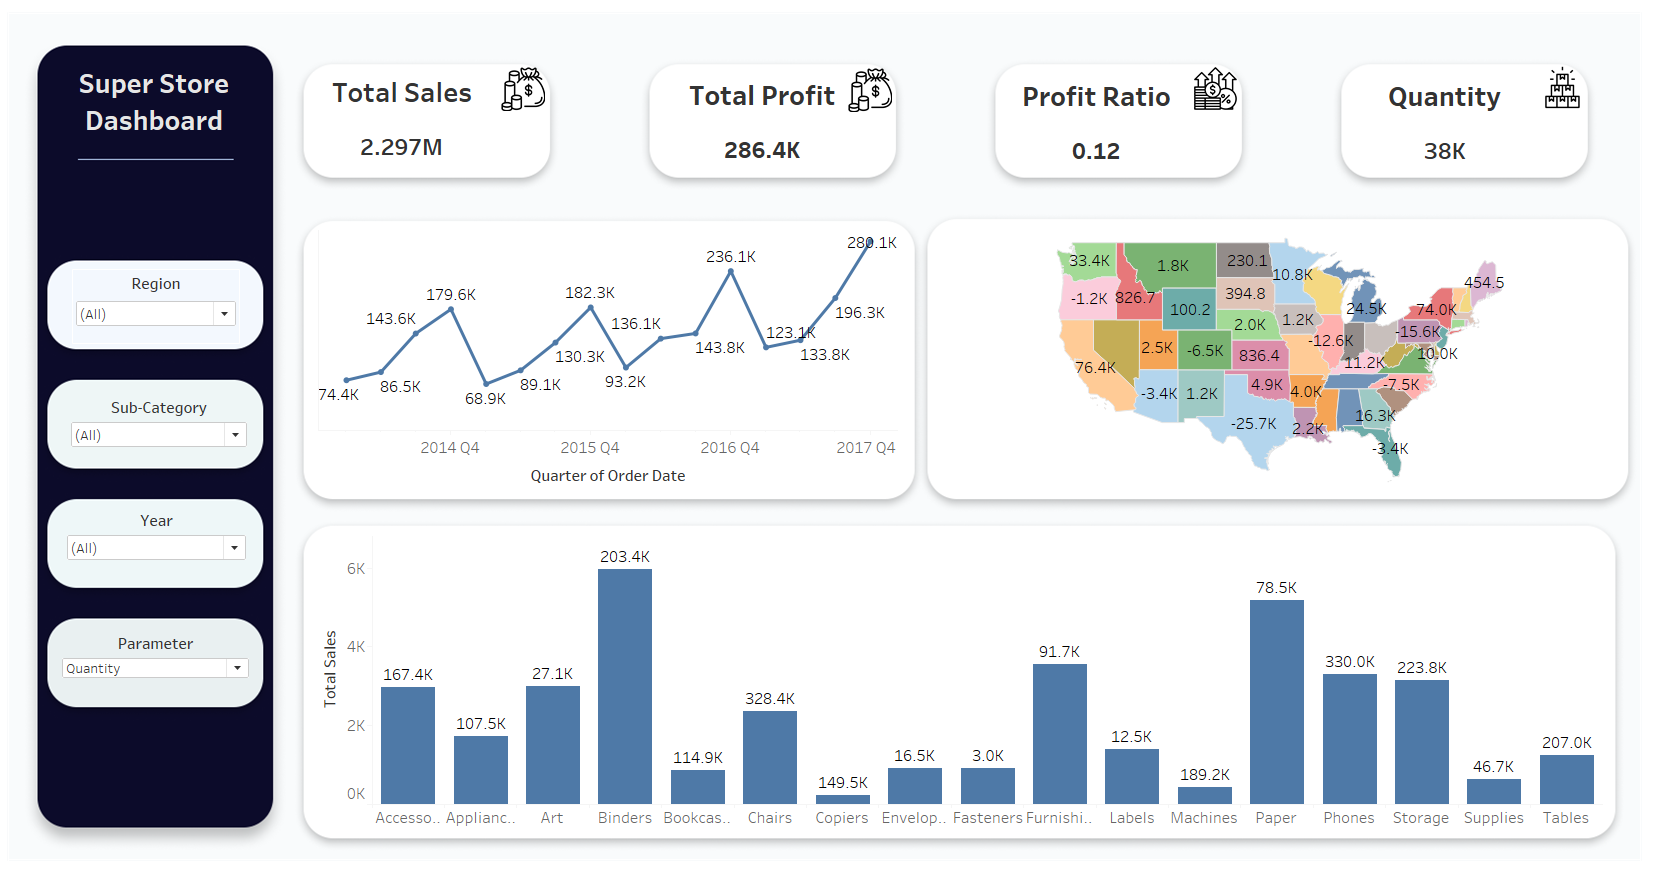 Super Store
Dashboard
Region
(All)
Sub-Category
(All)
Year
(All)
Parameter
Quantity
Total Sales
2.297M
Total Profit
286.4K
Profit Ratio
0.12
Quantity
38K
74.4K
86.5K
143.6K
179.6K
68.9K
89.1K
130.3K
182.3K
93.2K
136.1K
143.8K
236.1K
123.1K
133.8K
196.3K
280.1K
2014 Q4 2015 Q4 2016 Q4 2017 Q4
Quarter of Order Date
33.4K
1.8K
230.1
10.8K
454.5
-1.2K
826.7
394.8
100.2
24.5K
74.0K
1.2K
2.0K
-15.6K
2.5K
-6.5K
836.4
-12.6K
11.2K
10.0K
76.4K
-3.4K
1.2K
4.9K
4.0K
-7.5K
16.3K
-25.7K
2.2K
-3.4K
Total Sales
6K
4K
2K
0K
167.4K
107.5K
27.1K
203.4K
114.9K
328.4K
149.5K
16.5K
3.0K
91.7K
12.5K
189.2K
78.5K
330.0K
223.8K
46.7K
207.0K
Accesso.. Applianc.. Art Binders Bookcas.. Chairs Copiers Envelop.. Fasteners Furnishi.. Labels Machines Paper Phones Storage Supplies Tables